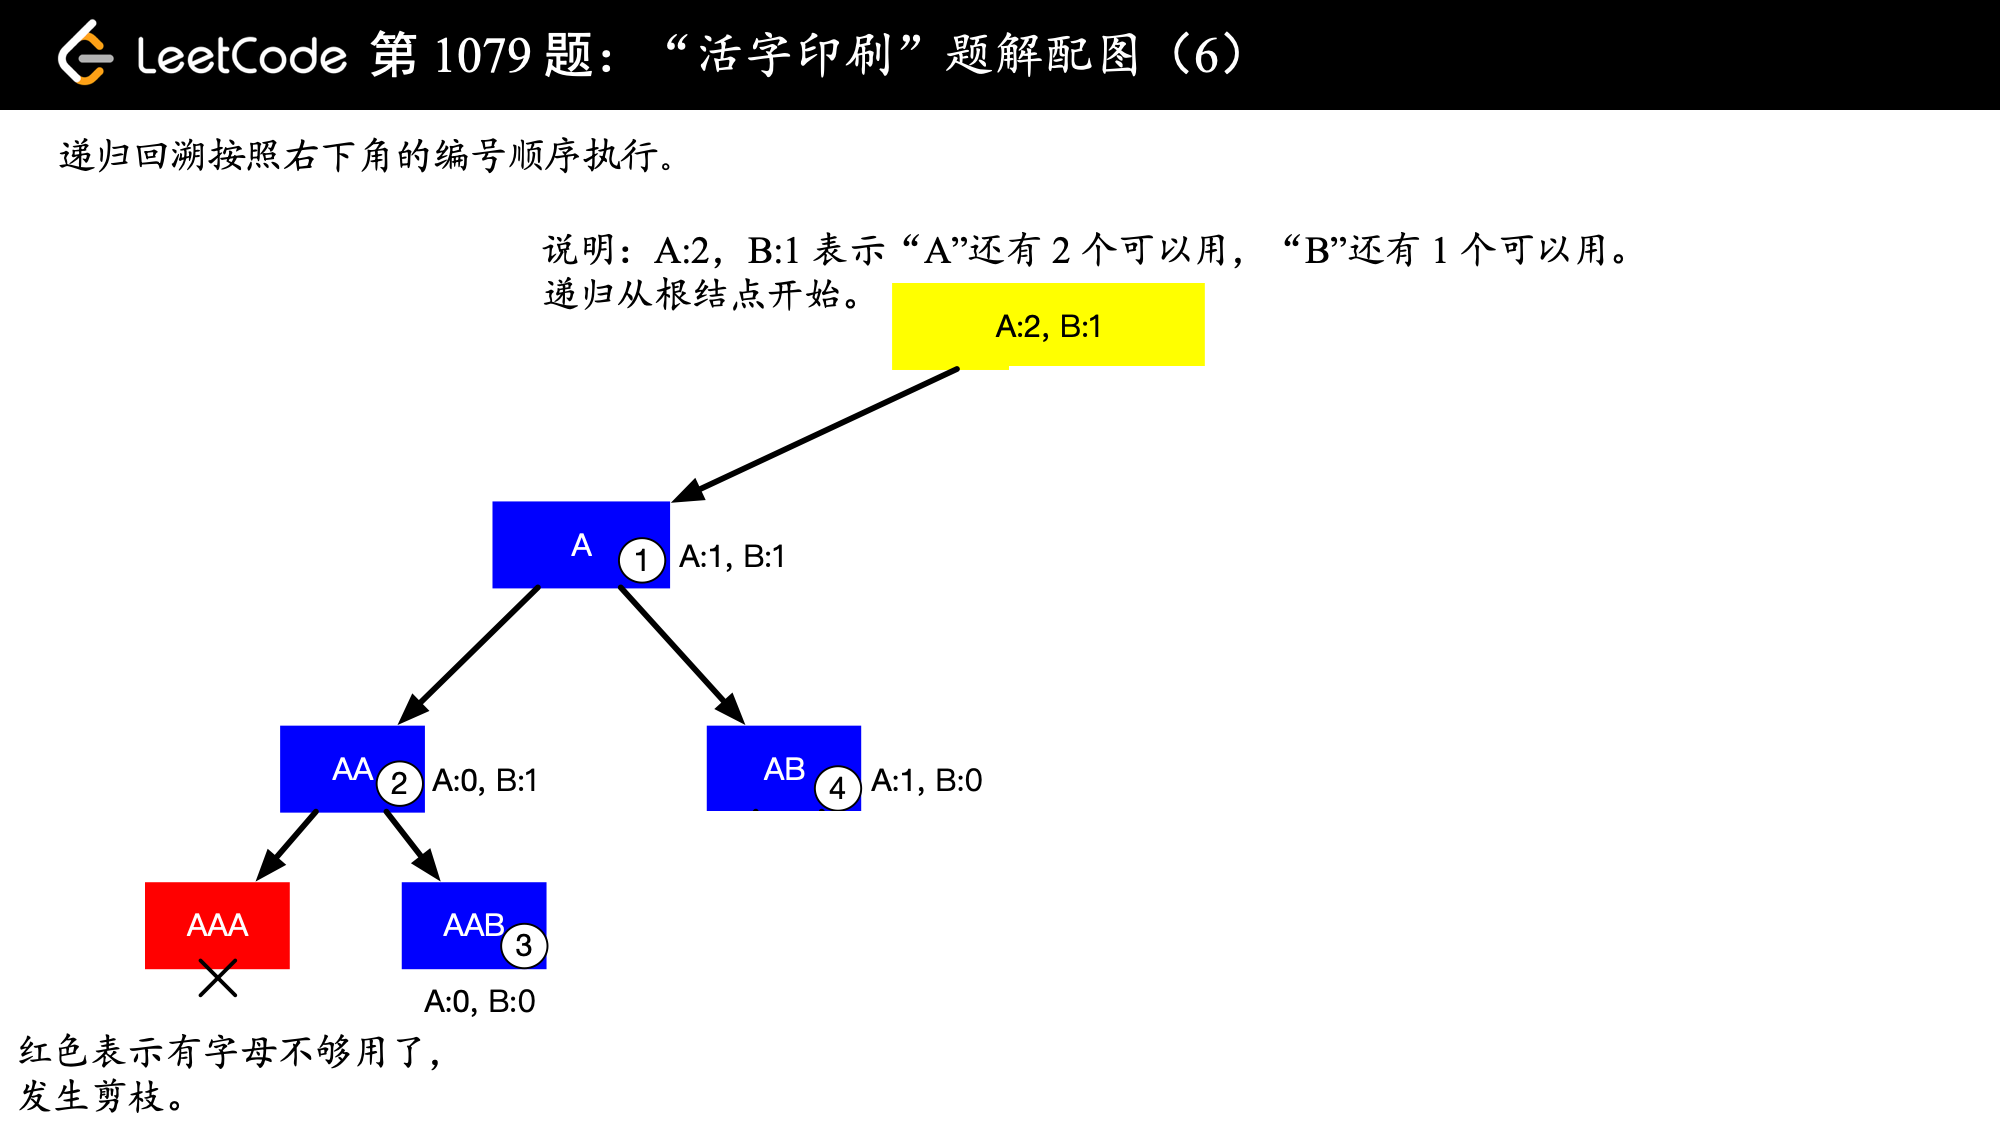 LeetCode 第 1079 题：“活字印刷”题解配图（6）
递归回溯按照右下角的编号顺序执行。
说明：A:2，B:1 表示“A”还有 2 个可以用，“B”还有 1 个可以用。
递归从根结点开始。
A:2, B:1
A
1
A:1, B:1
AA
2
A:0, B:1
AB
4
A:1, B:0
AAA
AAB
3
A:0, B:0
红色表示有字母不够用了，
发生剪枝。